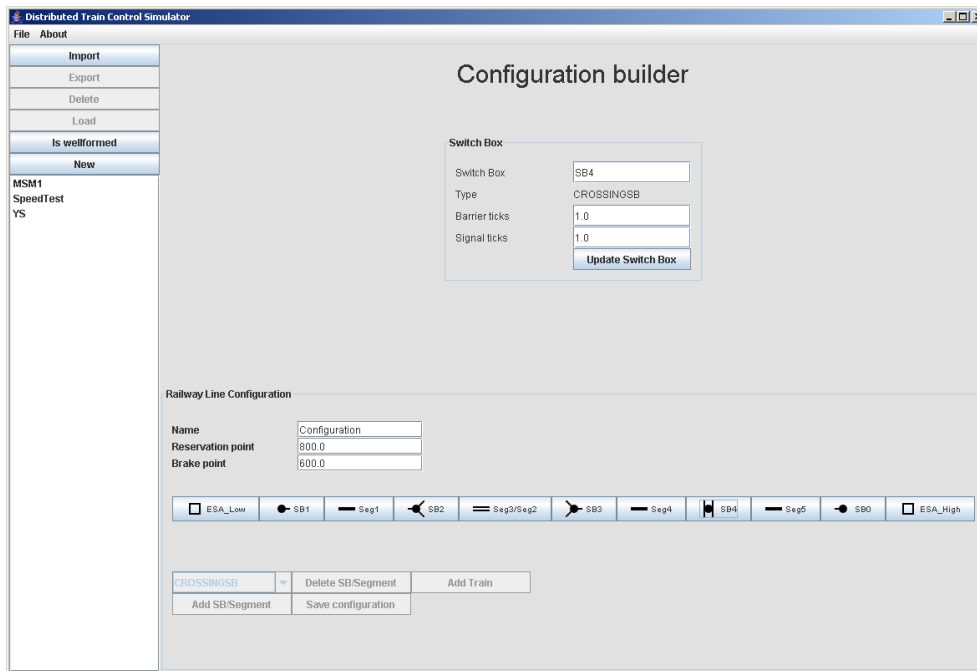 Distributed Train Control Simulator
File About
Import
Export
Delete
Load
Is wellformed
New
MSM1
SpeedTest
YS
Configuration builder
Switch Box
Switch Box SB4
Type CROSSINGSB
Barrier ticks 1.0
Signal ticks 1.0
Update Switch Box
Railway Line Configuration
Name Configuration
Reservation point 800.0
Brake point 600.0
ESA_Low SB1 Seg1 SB2 Seg3/Seg2 SB3 Seg4 SB4 Seg5 SB0 ESA_High
CROSSINGSB Delete SB/Segment Add Train
Add SB/Segment Save configuration